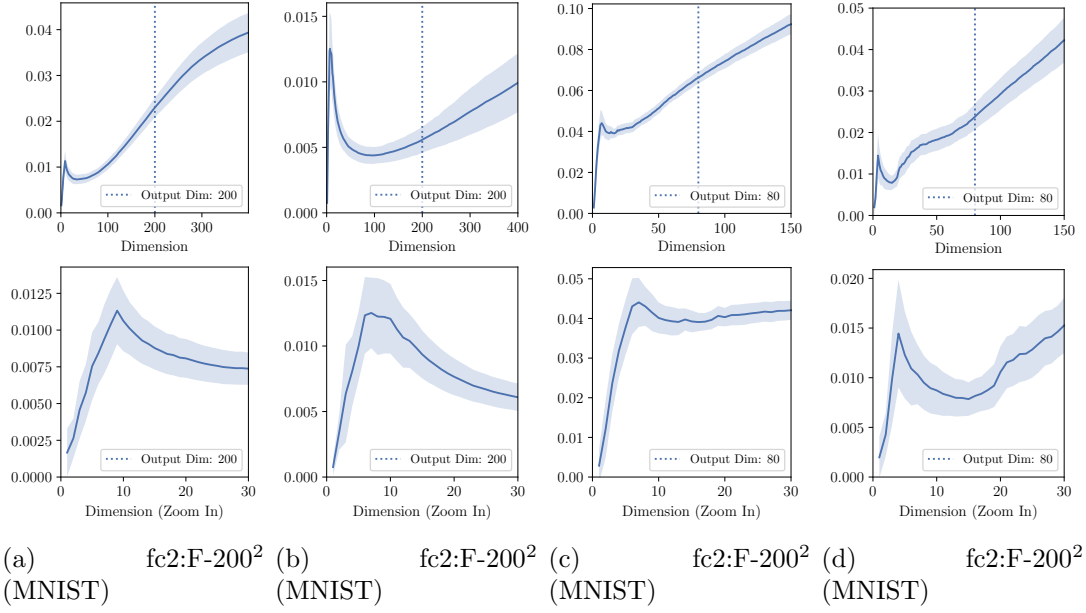 0.04
0.03
0.02
0.01
0.00
0 100 200 300
Dimension
Output Dim: 200
0.015
0.010
0.005
0.000
0 100 200 300 400
Dimension
Output Dim: 200
0.10
0.08
0.06
0.04
0.02
0.00
0 50 100 150
Dimension
Output Dim: 80
0.05
0.04
0.03
0.02
0.01
0.00
0 50 100 150
Dimension
Output Dim: 80
0.0125
0.0100
0.0075
0.0050
0.0025
0.0000
0 10 20 30
Dimension (Zoom In)
Output Dim: 200
0.015
0.010
0.005
0.000
0 10 20 30
Dimension (Zoom In)
Output Dim: 200
0.05
0.04
0.03
0.02
0.01
0.00
0 10 20 30
Dimension (Zoom In)
Output Dim: 80
0.020
0.015
0.010
0.005
0.000
0 10 20 30
Dimension (Zoom In)
Output Dim: 80
(a) fc2:F-200²
(MNIST)
(b) fc2:F-200²
(MNIST)
(c) fc2:F-200²
(MNIST)
(d) fc2:F-200²
(MNIST)